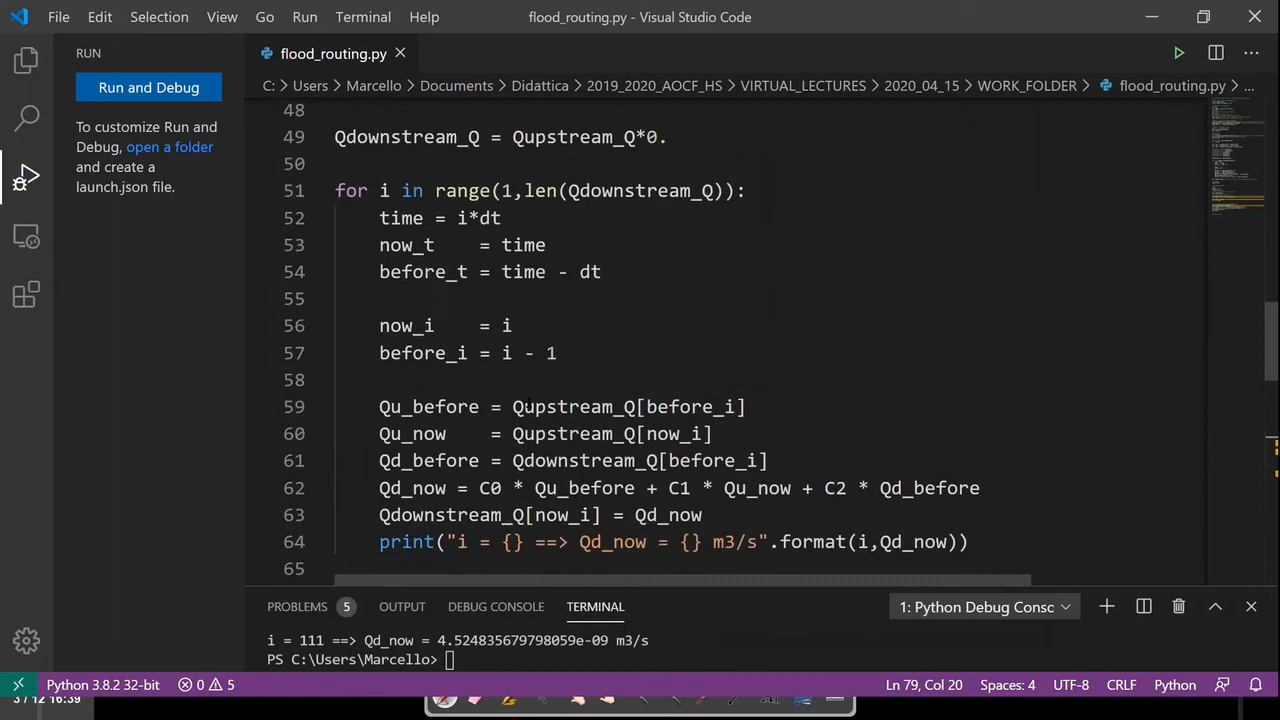 File Edit Selection View Go Run Terminal Help flood_routing.py - Visual Studio Code
RUN
flood_routing.py
Run and Debug
C: Users Marcello Documents Didattica 2019_2020_AOCF_HS VIRTUAL_LECTURES 2020_04_15 WORK_FOLDER flood_routing.py ...
To customize Run and
Debug, open a folder
and create a
launch.json file.
48
49 Qdownstream_Q = Qupstream_Q*0.
50
51 for i in range(1,len(Qdownstream_Q)):
52 time = i*dt
53 now_t = time
54 before_t = time - dt
55
56 now_i = i
57 before_i = i - 1
58
59 Qu_before = Qupstream_Q[before_i]
60 Qu_now = Qupstream_Q[now_i]
61 Qd_before = Qdownstream_Q[before_i]
62 Qd_now = C0 * Qu_before + C1 * Qu_now + C2 * Qd_before
63 Qdownstream_Q[now_i] = Qd_now
64 print("i = {} ==> Qd_now = {} m3/s".format(i,Qd_now))
65
PROBLEMS 5 OUTPUT DEBUG CONSOLE TERMINAL 1: Python Debug Consc
i = 111 ==> Qd_now = 4.524835679798059e-09 m3/s
PS C:\Users\Marcello>
Python 3.8.2 32-bit 0 5 Ln 79, Col 20 Spaces: 4 UTF-8 CRLF Python
3 / 12 16:39